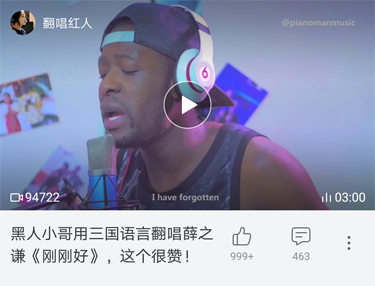 翻唱红人
@pianomanmusic
I have forgotten
94722
03:00
黑人小哥用三国语言翻唱薛之
谦《刚刚好》，这个很赞！
999+
463